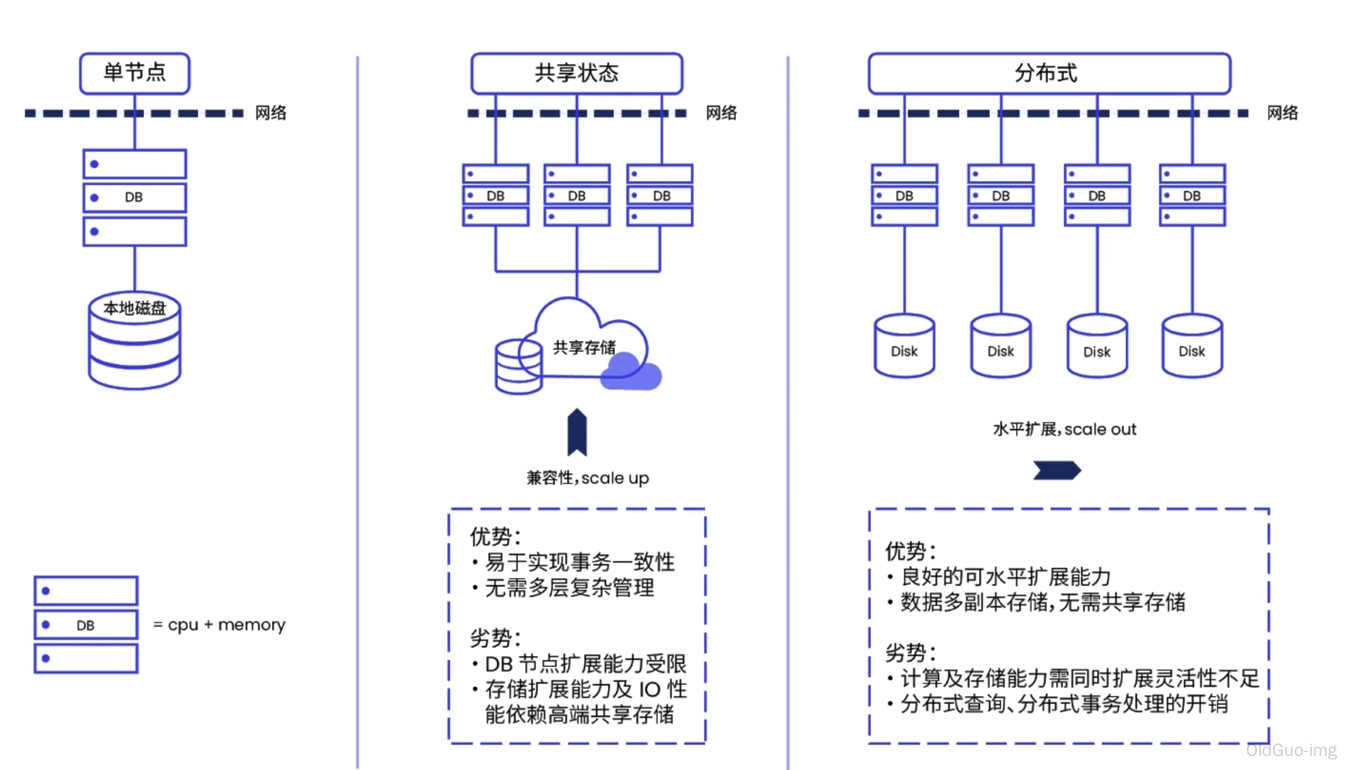 单节点
网络
DB
本地磁盘
DB
= cpu + memory
共享状态
网络
DB DB DB
共享存储
兼容性, scale up
优势：
• 易于实现事务一致性
• 无需多层复杂管理
劣势：
• DB 节点扩展能力受限
• 存储扩展能力及 IO 性
能依赖高端共享存储
分布式
网络
DB DB DB DB
Disk Disk Disk Disk
水平扩展, scale out
优势：
• 良好的可水平扩展能力
• 数据多副本存储, 无需共享存储
劣势：
• 计算及存储能力需同时扩展灵活性不足
• 分布式查询、分布式事务处理的开销
OldGuo-img